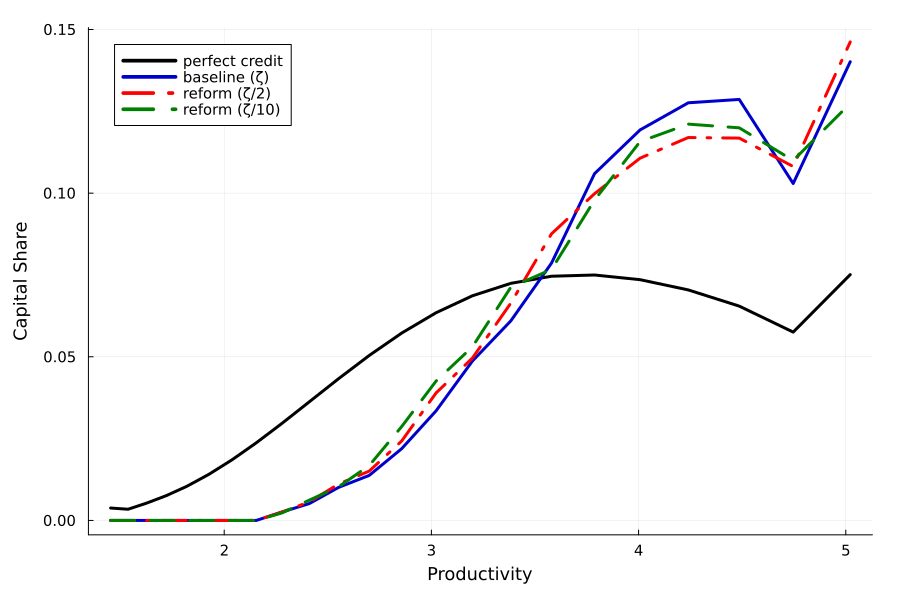 0.15
perfect credit
baseline (ζ)
reform (ζ/2)
reform (ζ/10)
0.10
Capital Share
0.05
0.00
2 3 4 5
Productivity